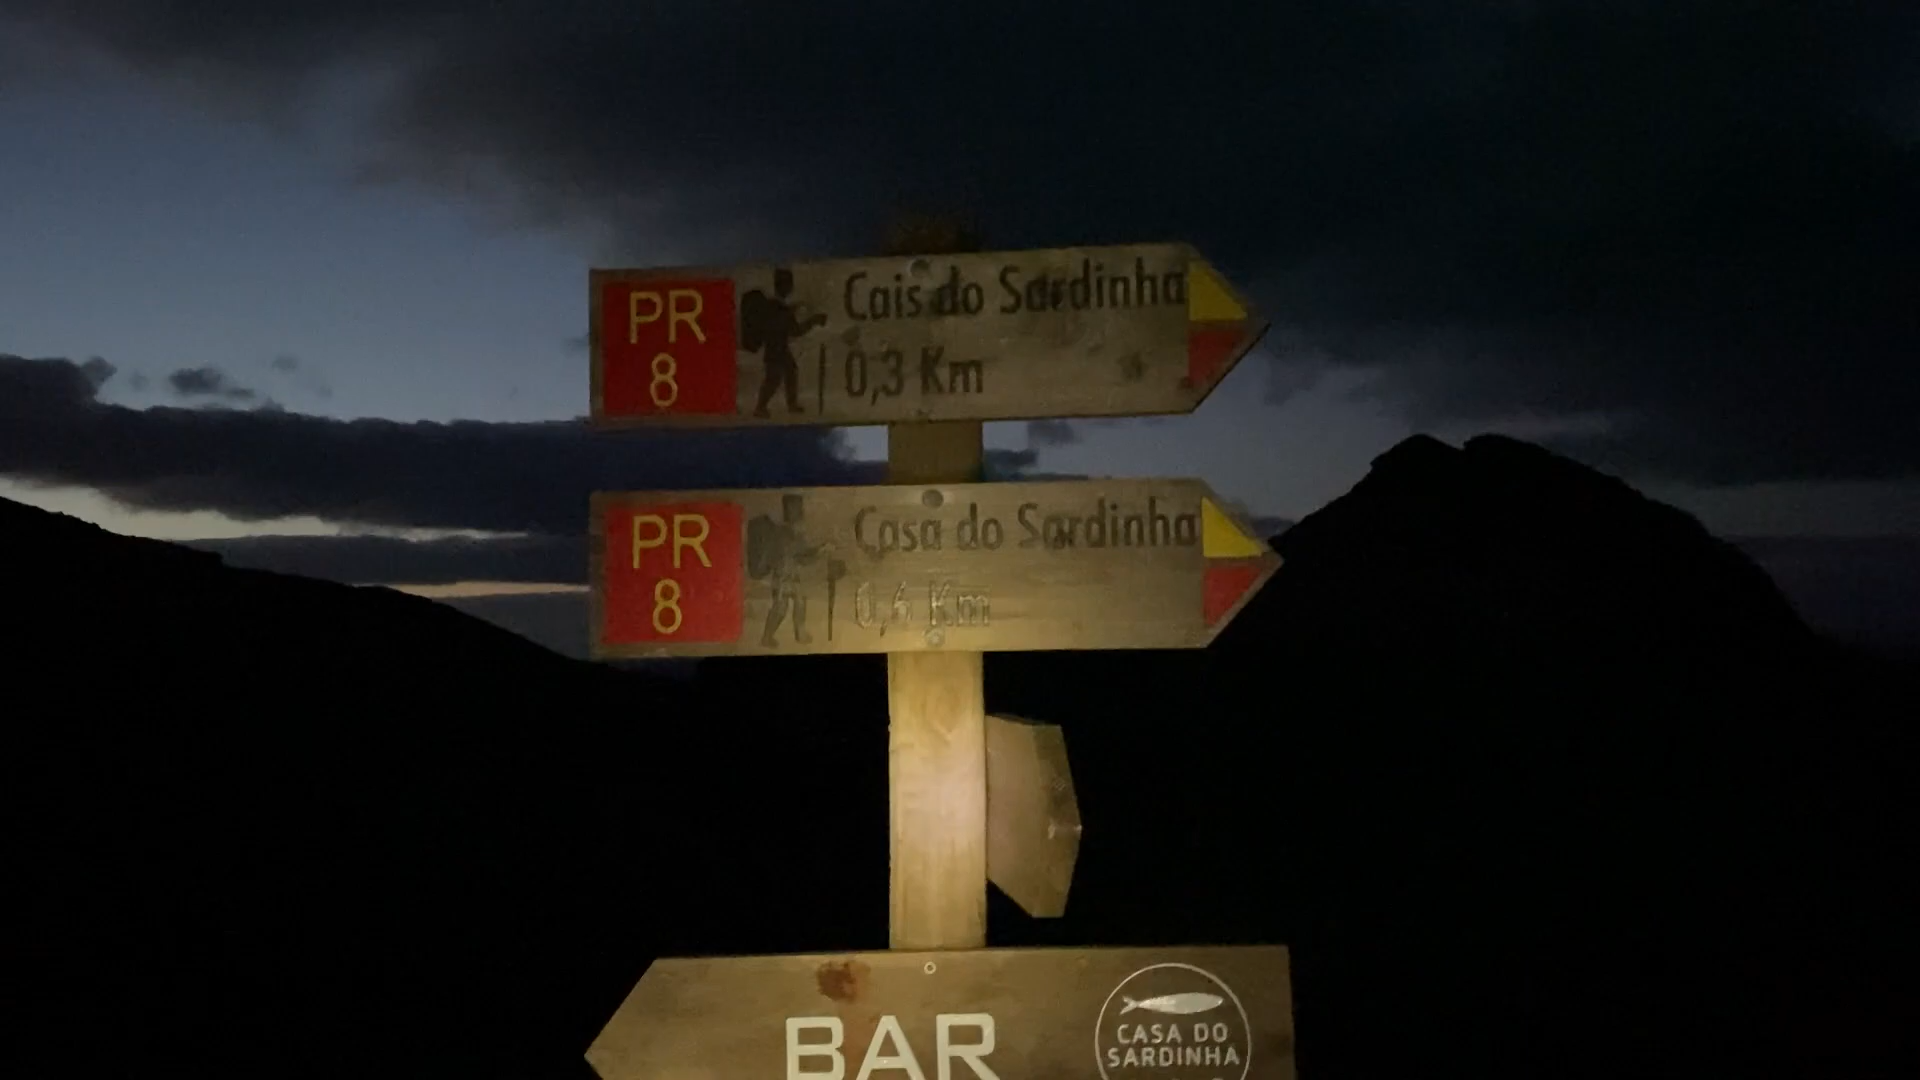 PR
8
Cais do Sardinha
0,3 Km
PR
8
Casa do Sardinha
0,6 Km
BAR
CASA DO
SARDINHA